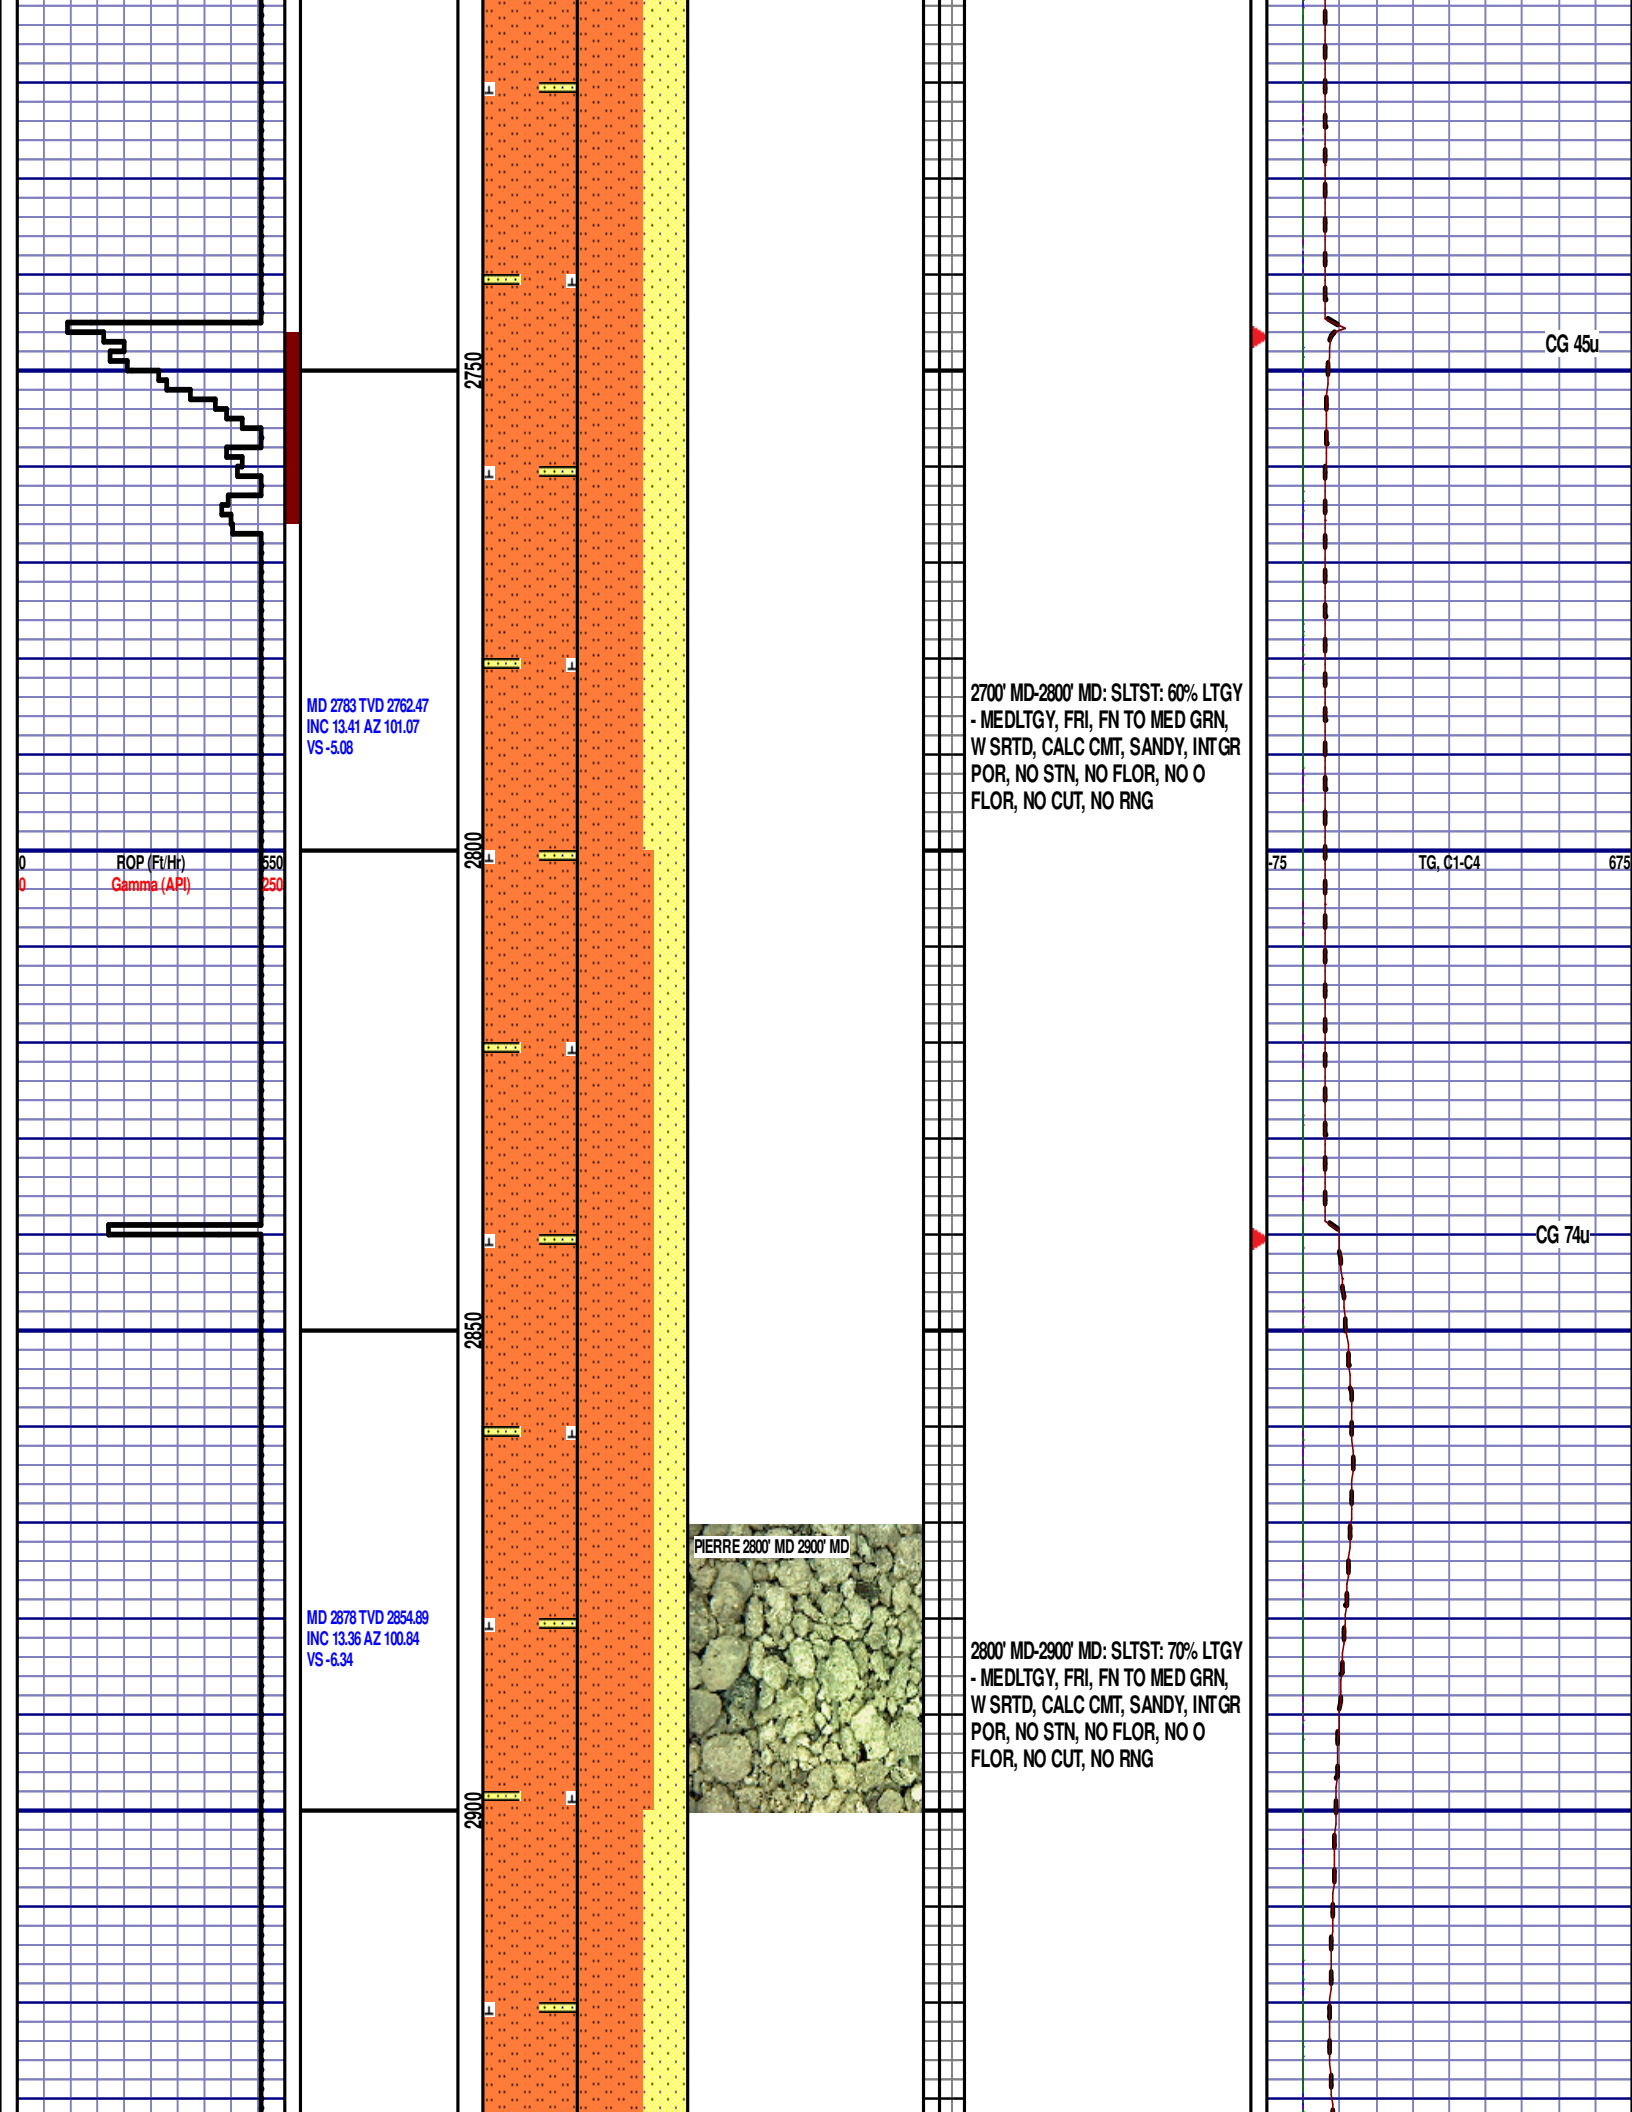 CG 45u
2750
MD 2783 TVD 2762.47
INC 13.41 AZ 101.07
VS -5.08
2700' MD-2800' MD: SLTST: 60% LTGY
- MEDLTGY, FRI, FN TO MED GRN,
W SRTD, CALC CMT, SANDY, INTGR
POR, NO STN, NO FLOR, NO O
FLOR, NO CUT, NO RNG
2800
0 ROP (Ft/Hr) 550
0 Gamma (API) 250
-75 TG, C1-C4 675
CG 74u
2850
PIERRE 2800' MD 2900' MD
MD 2878 TVD 2854.89
INC 13.36 AZ 100.84
VS -6.34
2800' MD-2900' MD: SLTST: 70% LTGY
- MEDLTGY, FRI, FN TO MED GRN,
W SRTD, CALC CMT, SANDY, INTGR
POR, NO STN, NO FLOR, NO O
FLOR, NO CUT, NO RNG
2900